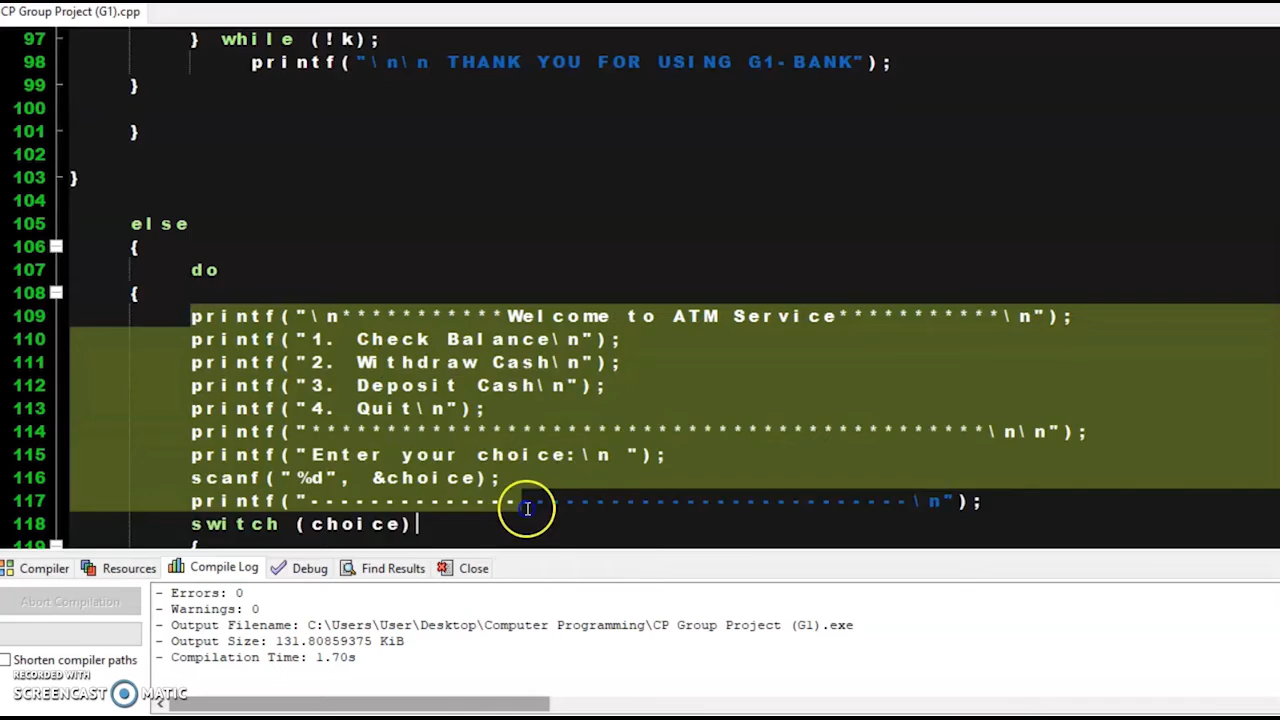 CP Group Project (G1).cpp
97 } while (!k);
98 printf("\n\n THANK YOU FOR USING G1-BANK");
99 }
100
101 }
102
103 }
104
105 else
106 {
107 do
108 {
109 printf("\n***********Welcome to ATM Service***********\n");
110 printf("1. Check Balance\n");
111 printf("2. Withdraw Cash\n");
112 printf("3. Deposit Cash\n");
113 printf("4. Quit\n");
114 printf("*********************************************\n\n");
115 printf("Enter your choice:\n ");
116 scanf("%d", &choice);
117 printf("----------------------------------------\n");
118 switch (choice)
119 {
Compiler Resources Compile Log Debug Find Results Close
Abort Compilation
Shorten compiler paths
- Errors: 0
- Warnings: 0
- Output Filename: C:\Users\User\Desktop\Computer Programming\CP Group Project (G1).exe
- Output Size: 131.80859375 KiB
- Compilation Time: 1.70s
RECORDED WITH
SCREENCAST MATIC